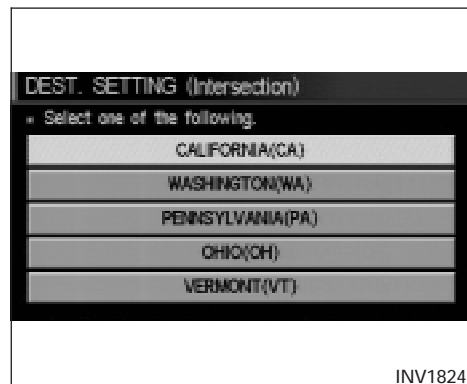 DEST. SETTING (Intersection)
Select one of the following.
CALIFORNIA(CA)
WASHINGTON(WA)
PENNSYLVANIA(PA)
OHIO(OH)
VERMONT(VT)
INV1824